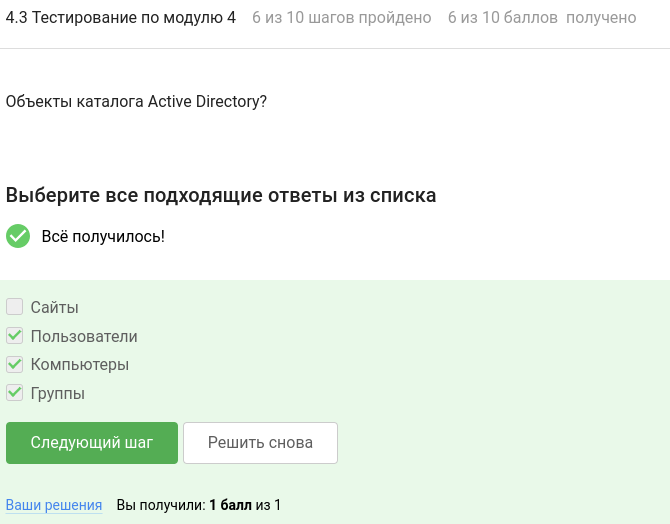 4.3 Тестирование по модулю 4 6 из 10 шагов пройдено 6 из 10 баллов получено
Объекты каталога Active Directory?
Выберите все подходящие ответы из списка
Всё получилось!
Сайты
Пользователи
Компьютеры
Группы
Следующий шаг Решить снова
Ваши решения Вы получили: 1 балл из 1